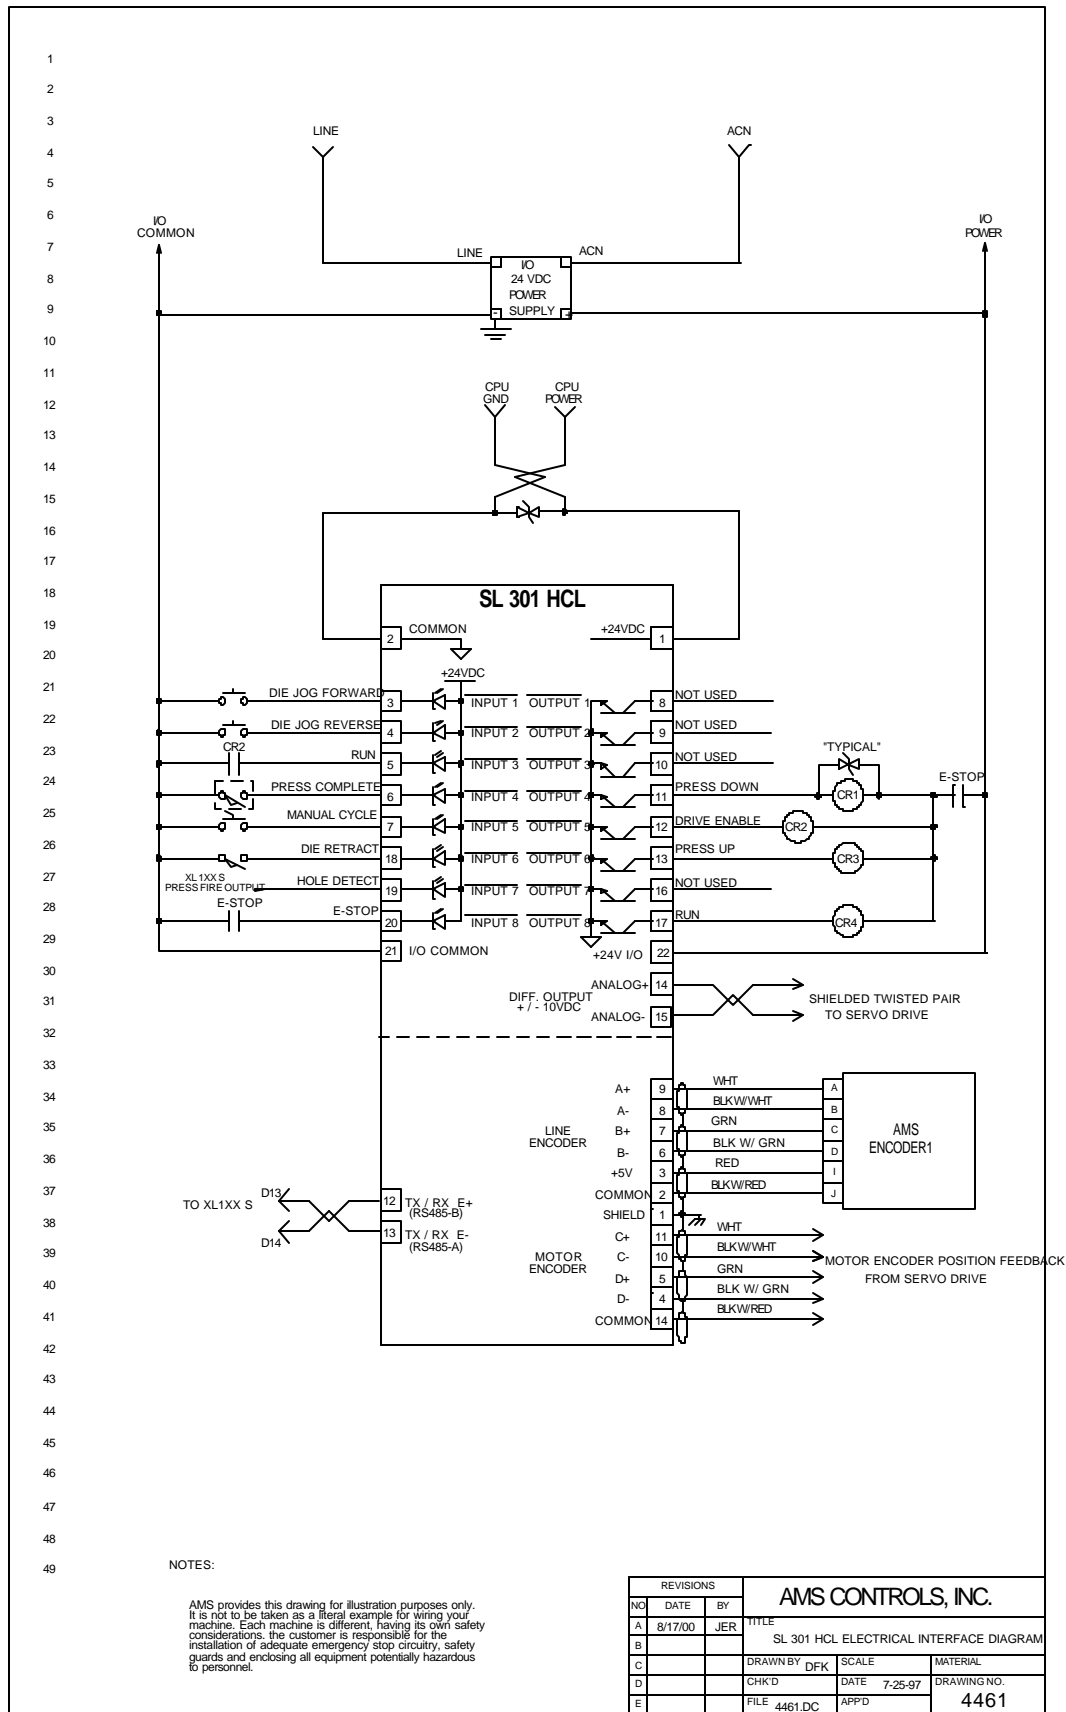 1
2
3
LINE ACN
4
5
6
I/O COMMON
I/O POWER
7
LINE ACN
I/O
8
24 VDC
POWER
9
- SUPPLY +
10
11
CPU GND
CPU POWER
12
13
14
15
16
17
18
SL 301 HCL
19
2 COMMON +24VDC 1
20
+24VDC
21
DIE JOG FORWARD 3 INPUT 1 OUTPUT 1 8 NOT USED
22
DIE JOG REVERSE 4 INPUT 2 OUTPUT 2 9 NOT USED
23
CR2
RUN 5 INPUT 3 OUTPUT 3 10 NOT USED
"TYPICAL"
24
PRESS COMPLETE 6 INPUT 4 OUTPUT 4 11 PRESS DOWN CR1 E-STOP
25
MANUAL CYCLE 7 INPUT 5 OUTPUT 5 12 DRIVE ENABLE CR2
26
DIE RETRACT 18 INPUT 6 OUTPUT 6 13 PRESS UP CR3
27
XL 1XX S
PRESS FIRE OUTPUT
HOLE DETECT 19 INPUT 7 OUTPUT 7 16 NOT USED
28
E-STOP
E-STOP 20 INPUT 8 OUTPUT 8 17 RUN CR4
29
21 I/O COMMON +24V I/O 22
30
ANALOG+ 14
31
DIFF. OUTPUT
+ / - 10VDC
SHIELDED TWISTED PAIR
TO SERVO DRIVE
ANALOG- 15
32
33
34
A+ 9 WHT A
A- 8 BLKW/WHT B
35
LINE
ENCODER
B+ 7 GRN C
AMS
ENCODER1
B- 6 BLK W/ GRN D
36
+5V 3 RED I
37
COMMON 2 BLKW/RED J
TO XL1XX S
D13
12 TX / RX E+
(RS485-B)
SHIELD 1
38
D14
13 TX / RX E-
(RS485-A)
C+ 11 WHT
39
MOTOR
ENCODER
C- 10 BLKW/WHT
MOTOR ENCODER POSITION FEEDBACK
FROM SERVO DRIVE
D+ 5 GRN
40
D- 4 BLK W/ GRN
41
COMMON 14 BLKW/RED
42
43
44
45
46
47
48
49
NOTES:
AMS provides this drawing for illustration purposes only.
It is not to be taken as a literal example for wiring your
machine. Each machine is different, having its own safety
considerations. the customer is responsible for the
installation of adequate emergency stop circuitry, safety
guards and enclosing all equipment potentially hazardous
to personnel.
REVISIONS
NO DATE BY
A 8/17/00 JER
B
C
D
E
AMS CONTROLS, INC.
TITLE
SL 301 HCL ELECTRICAL INTERFACE DIAGRAM
DRAWN BY DFK SCALE MATERIAL
CHK'D DATE 7-25-97 DRAWING NO.
FILE 4461.DC APP'D 4461